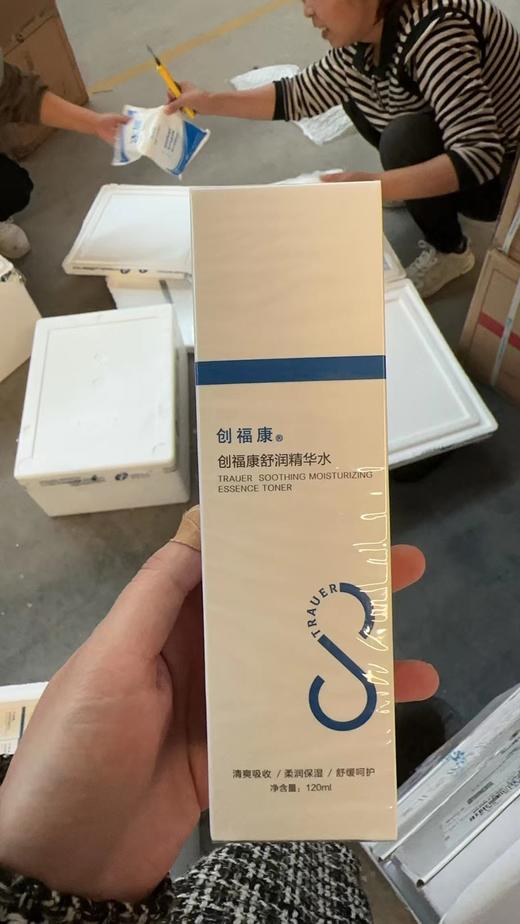 创福康®
创福康舒润精华水
TRAUER SOOTHING MOISTURIZING
ESSENCE TONER
TRAUER
清爽吸收 / 柔润保湿 / 舒缓呵护
净含量：120ml